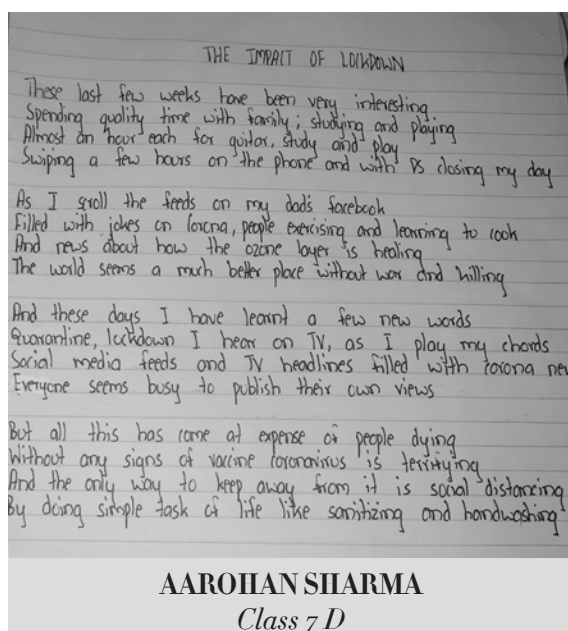 THE IMPACT OF LOCKDOWN
These last few weeks have been very interesting
Spending quality time with family; studying and playing
Almost an hour each for guitar, study and play
Swiping a few hours on the phone and with PS closing my day
As I scroll the feeds on my dad's facebook
Filled with jokes on corona, people exercising and learning to cook
And news about how the ozone layer is healing
The world seems a much better place without war and killing
And these days I have learnt a few new words
Quarantine, lockdown I hear on TV, as I play my chords
Social media feeds and TV headlines filled with corona new
Everyone seems busy to publish their own views
But all this has come at expense of people dying
Without any signs of vaccine coronavirus is terrifying
And the only way to keep away from it is social distancing
By doing simple task of life like sanitizing and handwashing
AAROHAN SHARMA
Class 7 D